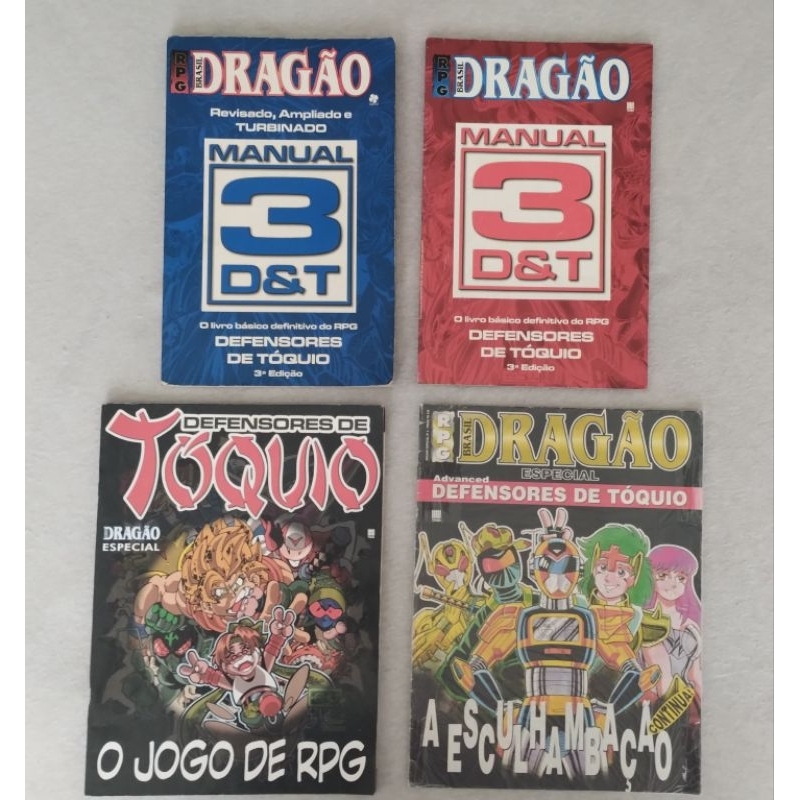 RPG
BRASIL
DRAGÃO
Revisado, Ampliado e
TURBINADO
MANUAL
3
D&T
O livro básico definitivo do RPG
DEFENSORES
DE TÓQUIO
3ª Edição
RPG
BRASIL
DRAGÃO
MANUAL
3
D&T
O livro básico definitivo do RPG
DEFENSORES
DE TÓQUIO
3ª Edição
DEFENSORES DE
TÓQUIO
DRAGÃO
ESPECIAL
O JOGO DE RPG
RPG
BRASIL
DRAGÃO
ESPECIAL
Advanced
DEFENSORES DE TÓQUIO
A ESCULHAMBAÇÃO
CONTINUA!